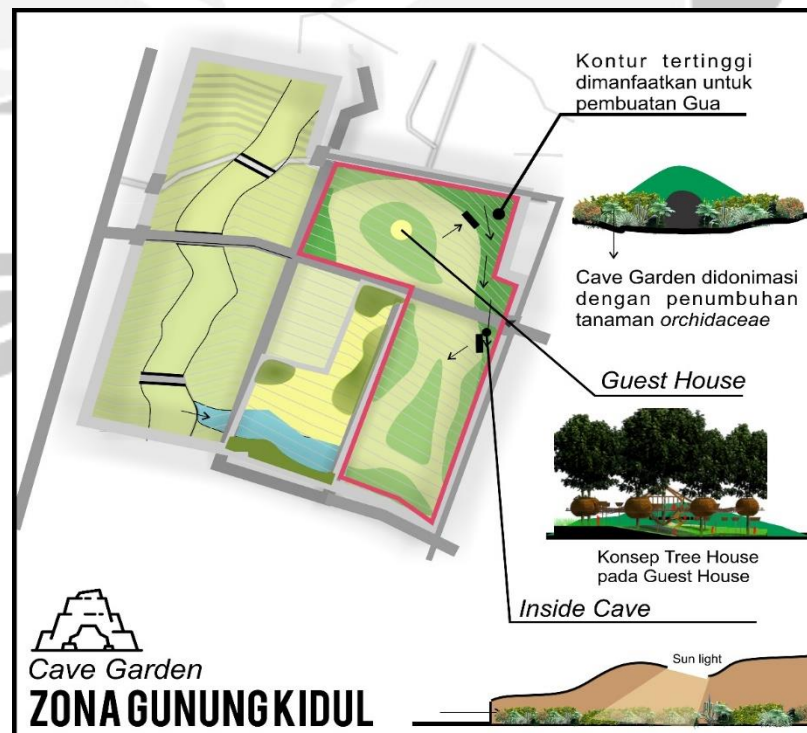 Kontur tertinggi
dimanfaatkan untuk
pembuatan Gua
Cave Garden didonimasi
dengan penumbuhan
tanaman orchidaceae
Guest House
Konsep Tree House
pada Guest House
Inside Cave
Sun light
Cave Garden
ZONA GUNUNG KIDUL